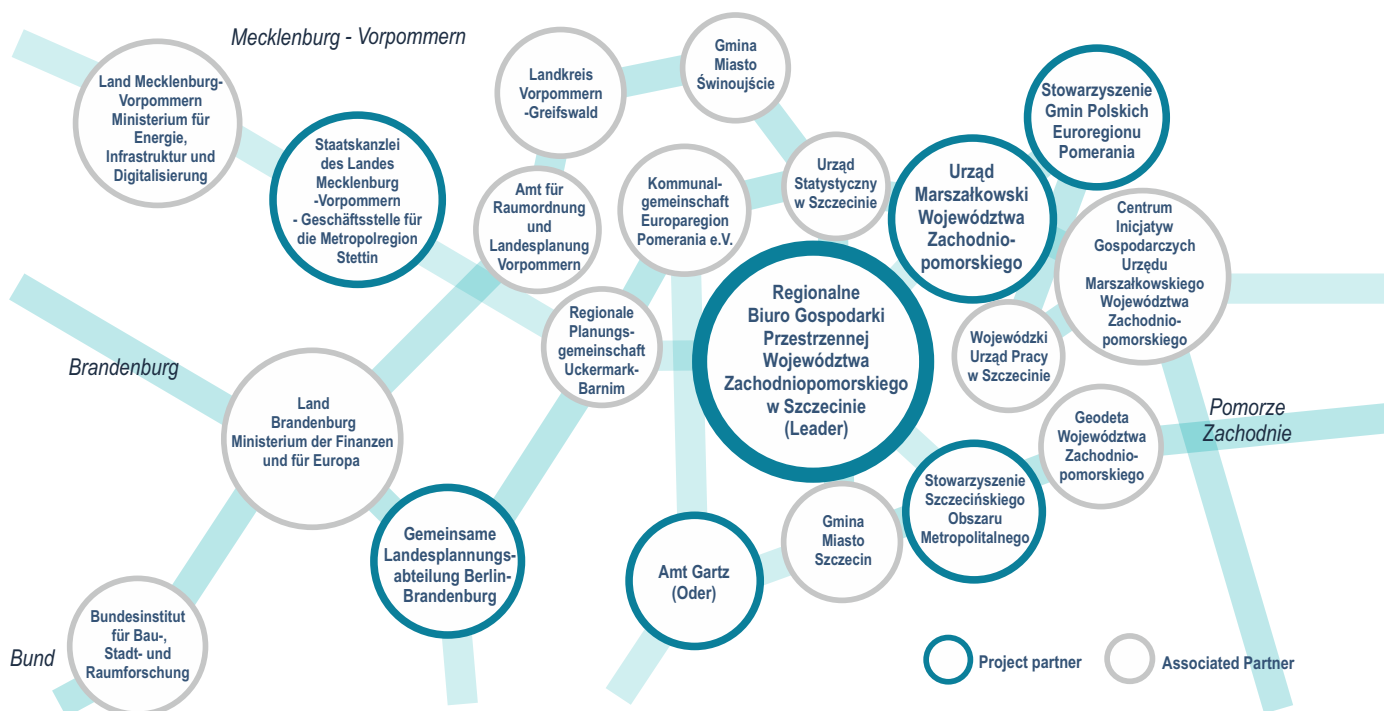 Mecklenburg - Vorpommern
Land Mecklenburg-
Vorpommern
Ministerium für
Energie,
Infrastruktur und
Digitalisierung
Staatskanzlei
des Landes
Mecklenburg
-Vorpommern
- Geschäftsstelle für
die Metropolregion
Stettin
Landkreis
Vorpommern
-Greifswald
Gmina
Miasto
Świnoujście
Amt für
Raumordnung
und
Landesplanung
Vorpommern
Kommunal-
gemeinschaft
Europaregion
Pomerania e.V.
Urząd
Statystyczny
w Szczecinie
Urząd
Marszałkowski
Województwa
Zachodnio-
pomorskiego
Stowarzyszenie
Gmin Polskich
Euroregionu
Pomerania
Centrum
Inicjatyw
Gospodarczych
Urzędu
Marszałkowskiego
Województwa
Zachodnio-
pomorskiego
Regionalne
Biuro Gospodarki
Przestrzennej
Województwa
Zachodniopomorskiego
w Szczecinie
(Leader)
Regionale
Planungs-
gemeinschaft
Uckermark-
Barnim
Wojewódzki
Urząd Pracy
w Szczecinie
Brandenburg
Land
Brandenburg
Ministerium der Finanzen
und für Europa
Geodeta
Województwa
Zachodnio-
pomorskiego
Pomorze
Zachodnie
Stowarzyszenie
Szczecińskiego
Obszaru
Metropolitalnego
Gmina
Miasto
Szczecin
Gemeinsame
Landesplannungs-
abteilung Berlin-
Brandenburg
Amt Gartz
(Oder)
Bundesinstitut
für Bau-,
Stadt- und
Raumforschung
Bund
Project partner
Associated Partner